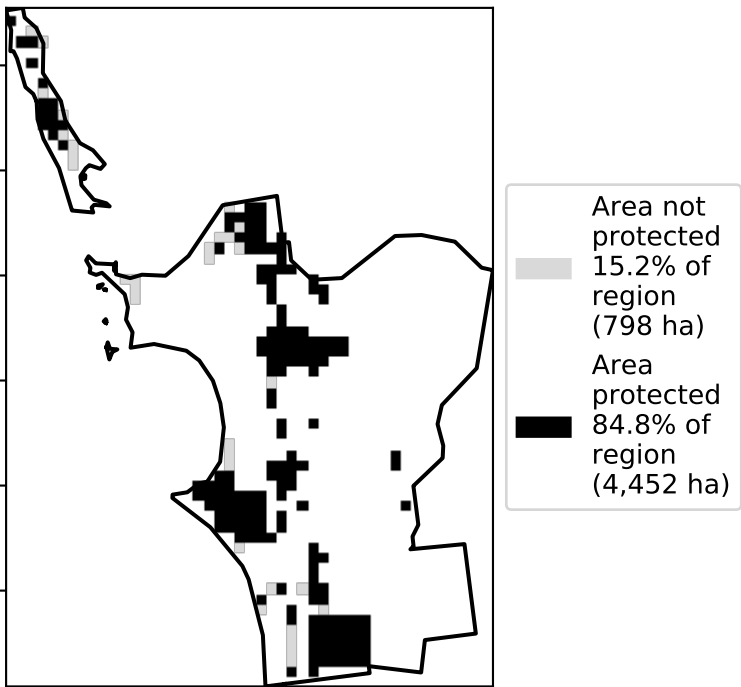 Area not
protected
15.2% of
region
(798 ha)
Area
protected
84.8% of
region
(4,452 ha)